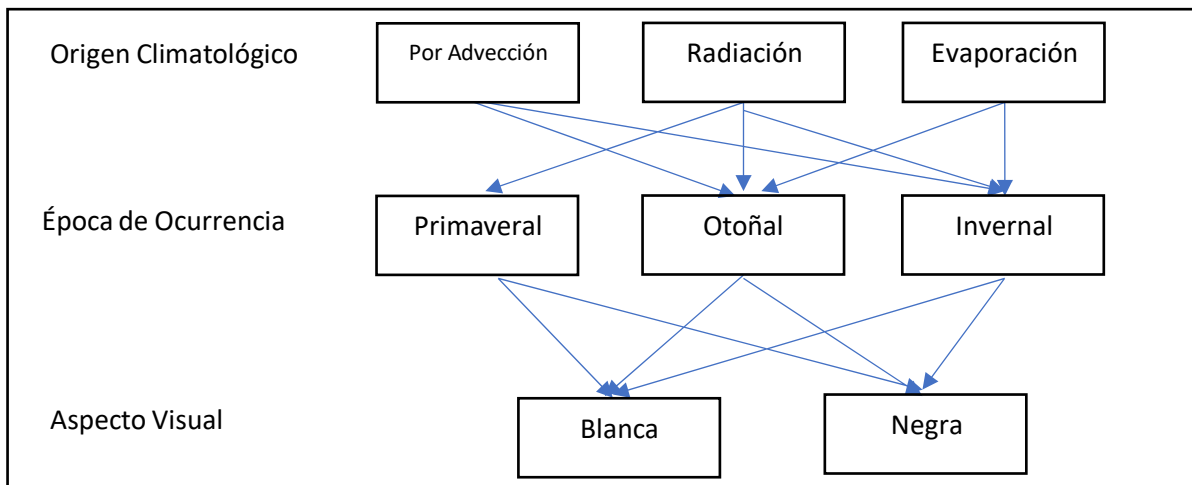 Origen Climatológico
Por Advección
Radiación
Evaporación
Época de Ocurrencia
Primaveral
Otoñal
Invernal
Aspecto Visual
Blanca
Negra